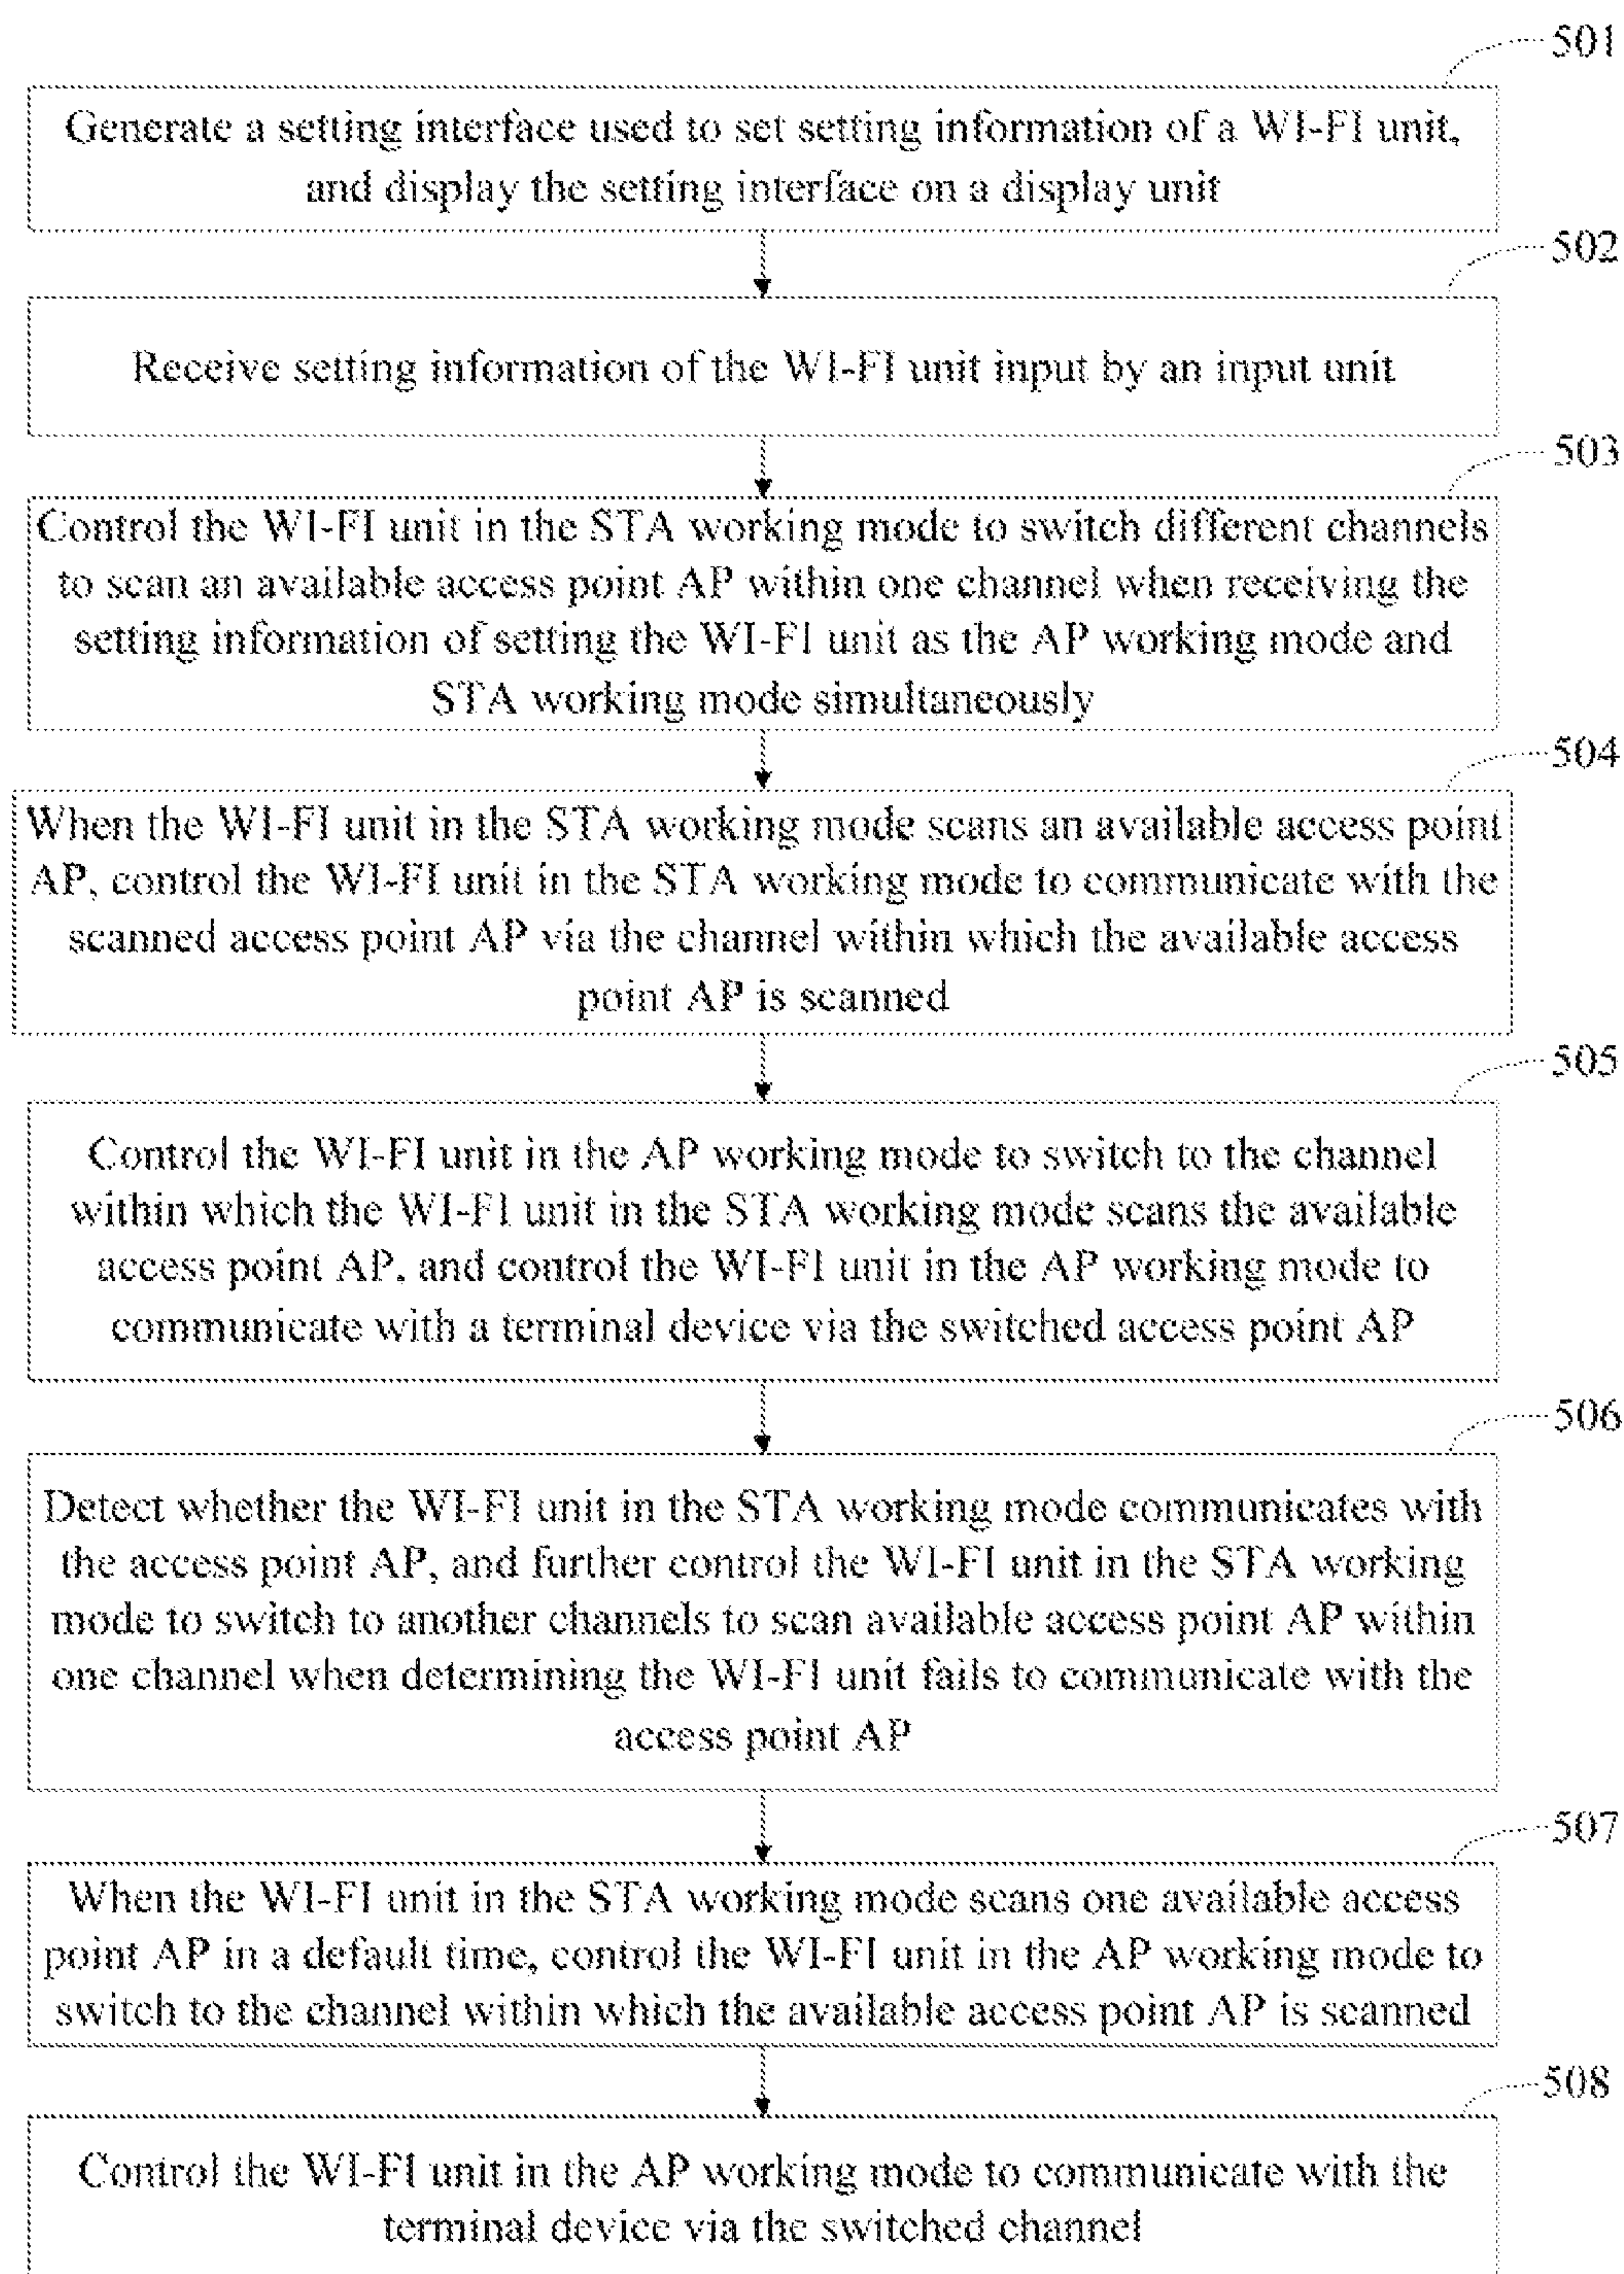 501
Generate a setting interface used to set setting information of a WI-FI unit,
and display the setting interface on a display unit
502
Receive setting information of the WI-FI unit input by an input unit
503
Control the WI-FI unit in the STA working mode to switch different channels
to scan an available access point AP within one channel when receiving the
setting information of setting the WI-FI unit as the AP working mode and
STA working mode simultaneously
504
When the WI-FI unit in the STA working mode scans an available access point
AP, control the WI-FI unit in the STA working mode to communicate with the
scanned access point AP via the channel within which the available access
point AP is scanned
505
Control the WI-FI unit in the AP working mode to switch to the channel
within which the WI-FI unit in the STA working mode scans the available
access point AP, and control the WI-FI unit in the AP working mode to
communicate with a terminal device via the switched access point AP
506
Detect whether the WI-FI unit in the STA working mode communicates with
the access point AP, and further control the WI-FI unit in the STA working
mode to switch to another channels to scan available access point AP within
one channel when determining the WI-FI unit fails to communicate with the
access point AP
507
When the WI-FI unit in the STA working mode scans one available access
point AP in a default time, control the WI-FI unit in the AP working mode to
switch to the channel within which the available access point AP is scanned
508
Control the WI-FI unit in the AP working mode to communicate with the
terminal device via the switched channel